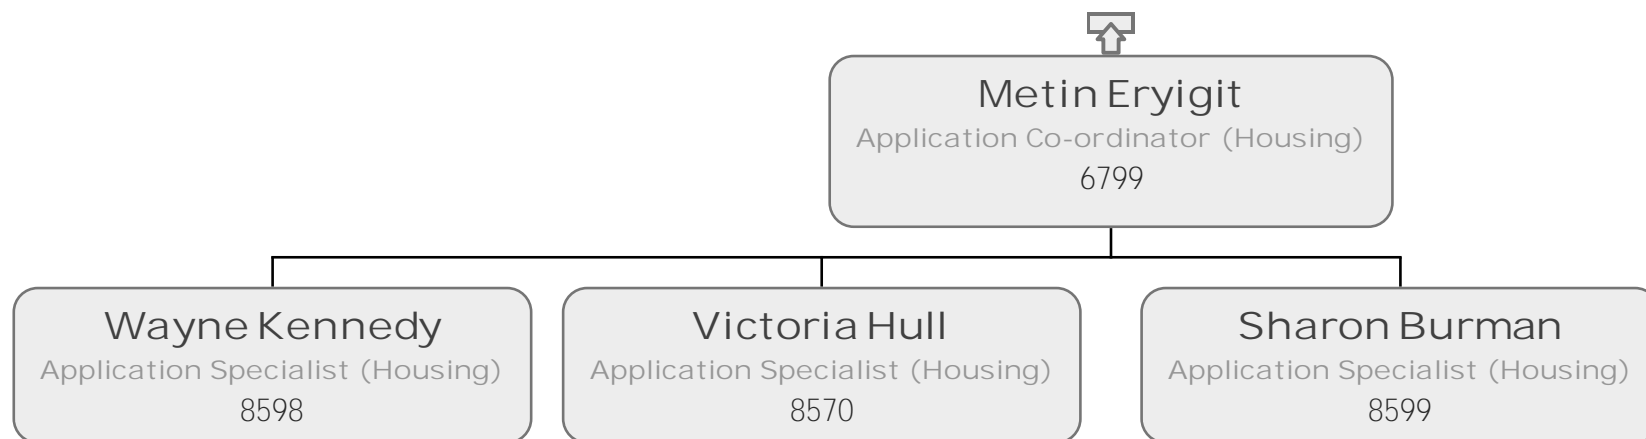 Metin Eryigit
Application Co-ordinator (Housing)
6799
Wayne Kennedy
Application Specialist (Housing)
8598
Victoria Hull
Application Specialist (Housing)
8570
Sharon Burman
Application Specialist (Housing)
8599